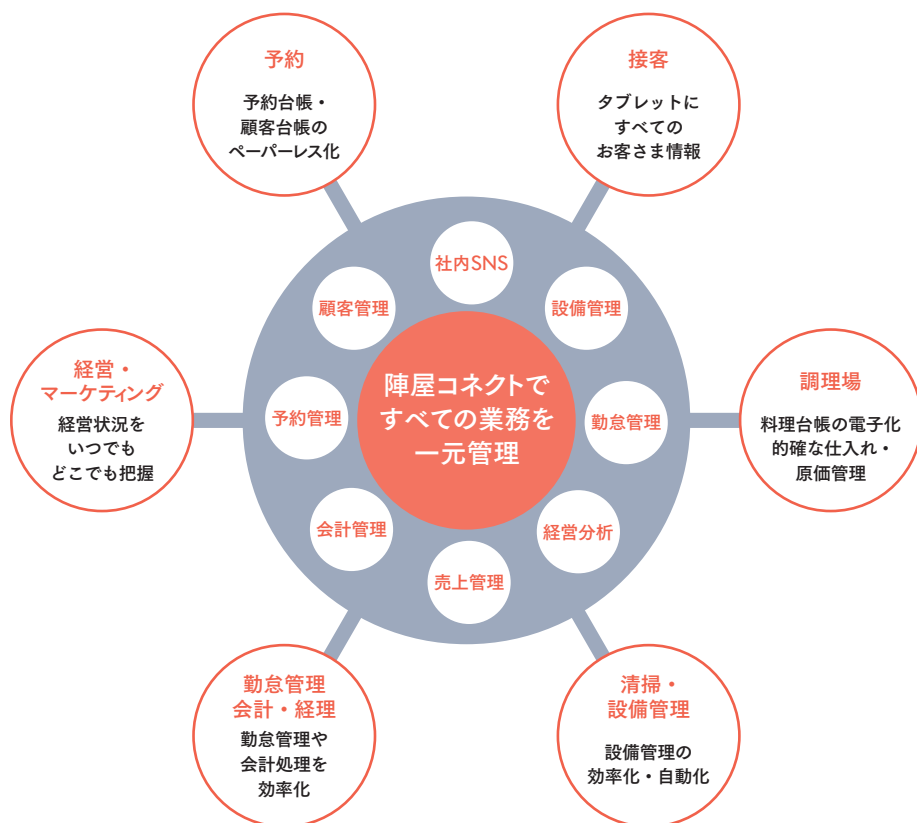 予約
予約台帳・
顧客台帳の
ペーパーレス化
接客
タブレットに
すべての
お客さま情報
社内SNS
顧客管理
設備管理
経営・
マーケティング
経営状況を
いつでも
どこでも把握
予約管理
陣屋コネクトで
すべての業務を
一元管理
勤怠管理
調理場
料理台帳の電子化
的確な仕入れ・
原価管理
会計管理
経営分析
売上管理
勤怠管理
会計・経理
勤怠管理や
会計処理を
効率化
清掃・
設備管理
設備管理の
効率化・自動化